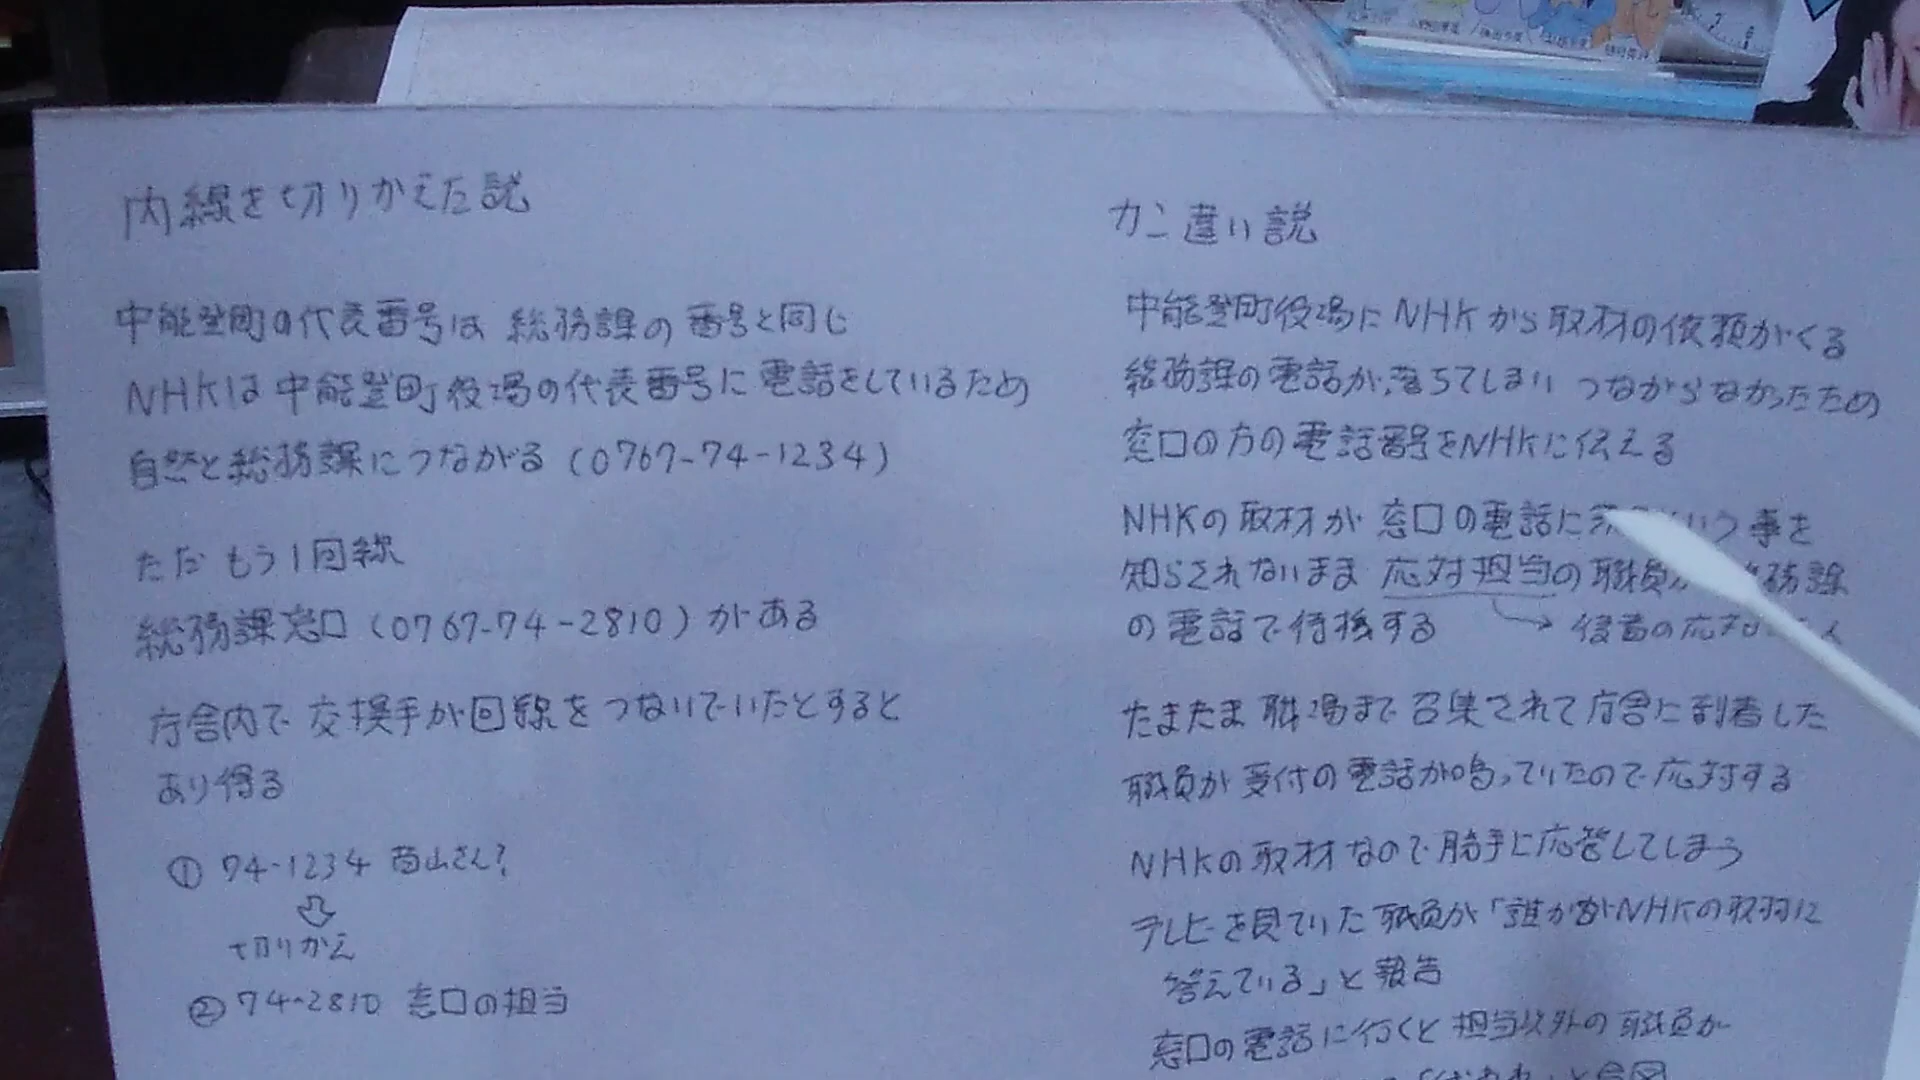 内線を切りかえた説
中能登町の代表番号は 総務課の番号と同じ
NHKは中能登町役場の代表番号に電話をしているため
自然と総務課につながる (0767-74-1234)
ただ もう1回線
総務課窓口 (0767-74-2810) がある
庁舎内で 交換手が回線をつないでいたとすると
あり得る
① 74-1234 苗山さん?
⇩
切りかえ
② 74-2810 窓口の担当
カン違い説
中能登町役場にNHKから取材の依頼がくる
総務課の電話が落ちてしまい つながらなかったため
窓口の方の電話番号をNHKに伝える
NHKの取材が 窓口の電話に いう事を
知らされないまま 応対担当の職員が 務課
の電話で待機する → 役者の応対 人
たまたま 職場まで召集されて庁舎に到着した
職員が 受付の電話が鳴っていたので応対する
NHKの取材なので勝手に応答してしまう
テレビを見ていた職員が「誰かがNHKの取材に
答えている」と報告
窓口の電話に行くと担当以外の職員が
と合図